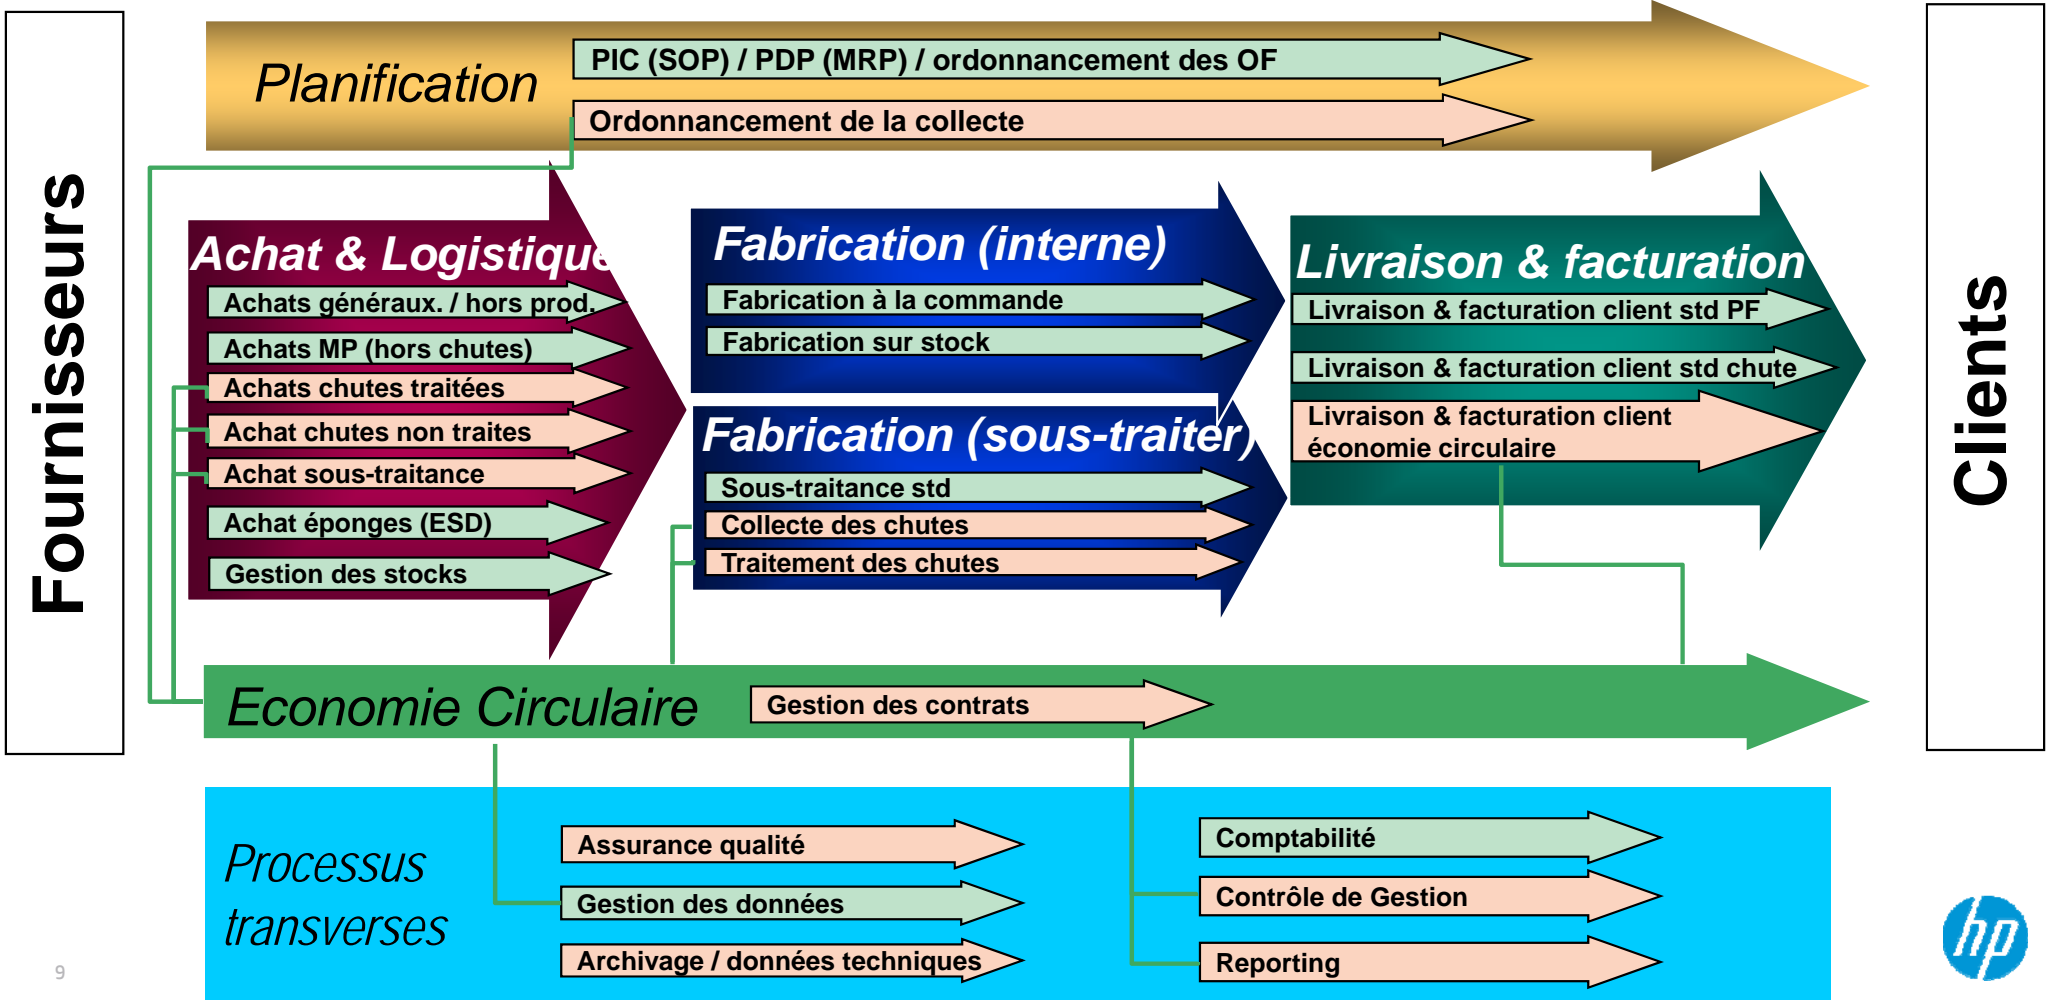 Fournisseurs
Planification
PIC (SOP) / PDP (MRP) / ordonnancement des OF
Ordonnancement de la collecte
Achat & Logistique
Achats généraux. / hors prod.
Achats MP (hors chutes)
Achats chutes traitées
Achat chutes non traites
Achat sous-traitance
Achat éponges (ESD)
Gestion des stocks
Fabrication (interne)
Fabrication à la commande
Fabrication sur stock
Fabrication (sous-traiter)
Sous-traitance std
Collecte des chutes
Traitement des chutes
Livraison & facturation
Livraison & facturation client std PF
Livraison & facturation client std chute
Livraison & facturation client
économie circulaire
Clients
Economie Circulaire
Gestion des contrats
Processus
transverses
Assurance qualité
Gestion des données
Archivage / données techniques
Comptabilité
Contrôle de Gestion
Reporting
hp
9